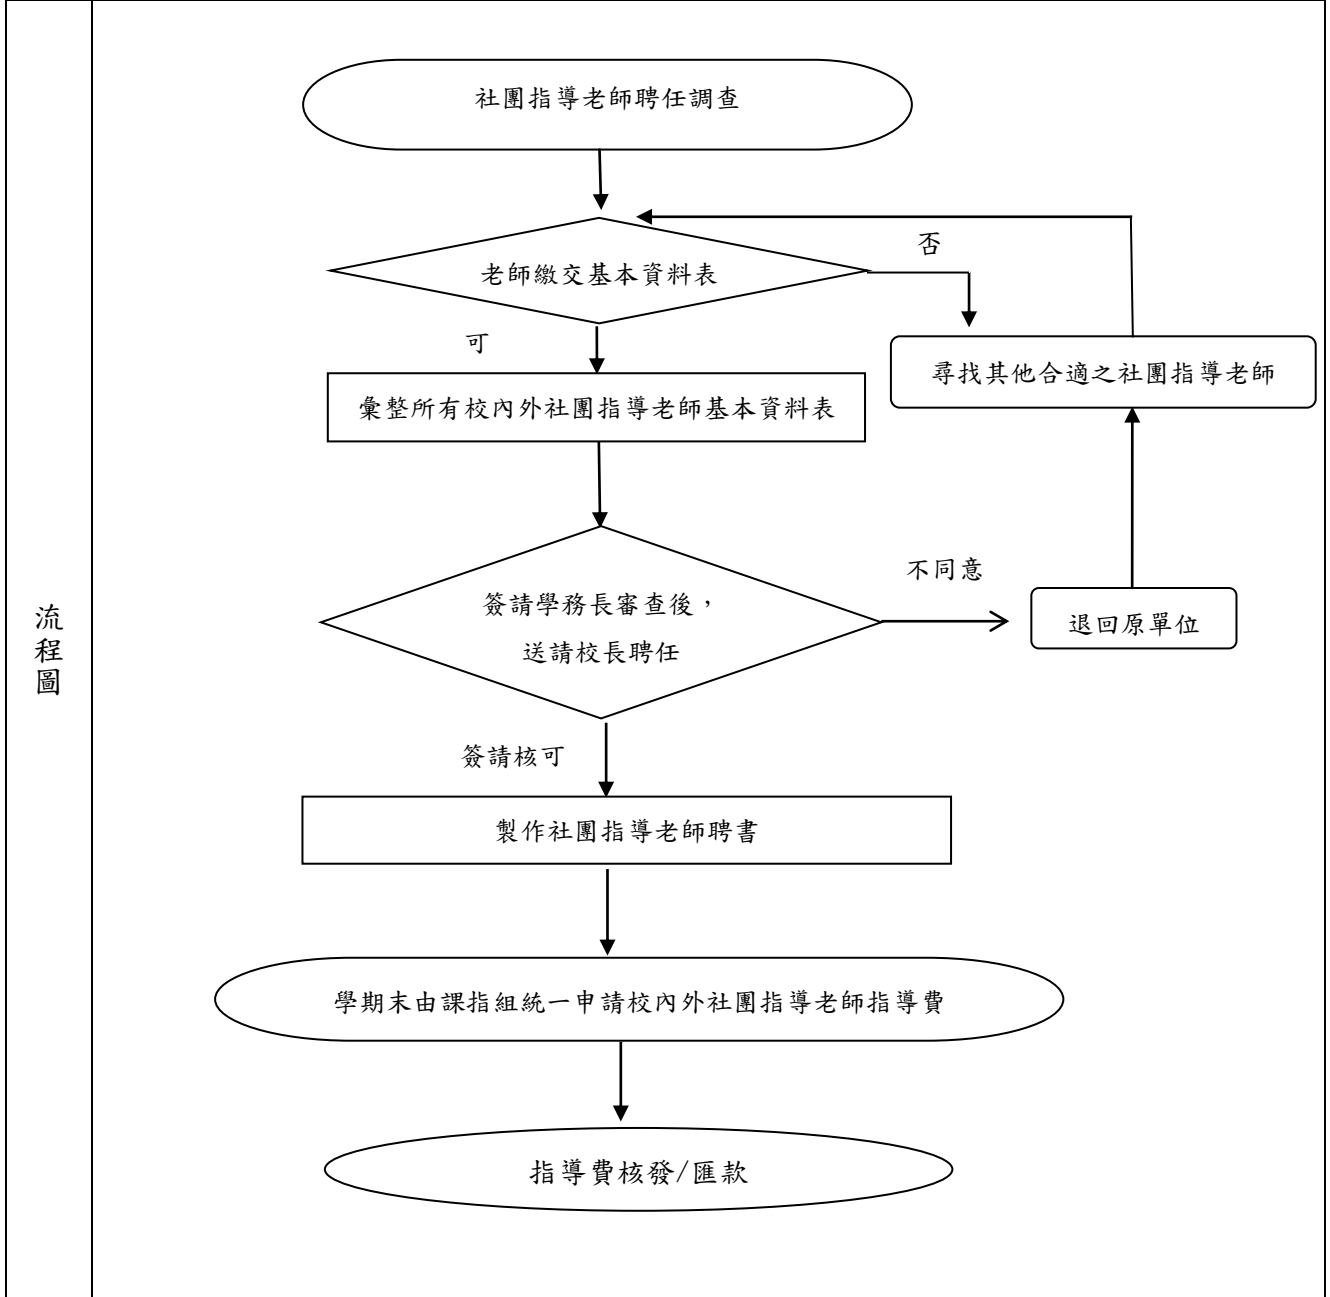 流程圖
社團指導老師聘任調查
老師繳交基本資料表
否
可
尋找其他合適之社團指導老師
彙整所有校內外社團指導老師基本資料表
簽請學務長審查後，
送請校長聘任
不同意
退回原單位
簽請核可
製作社團指導老師聘書
學期末由課指組統一申請校內外社團指導老師指導費
指導費核發/匯款